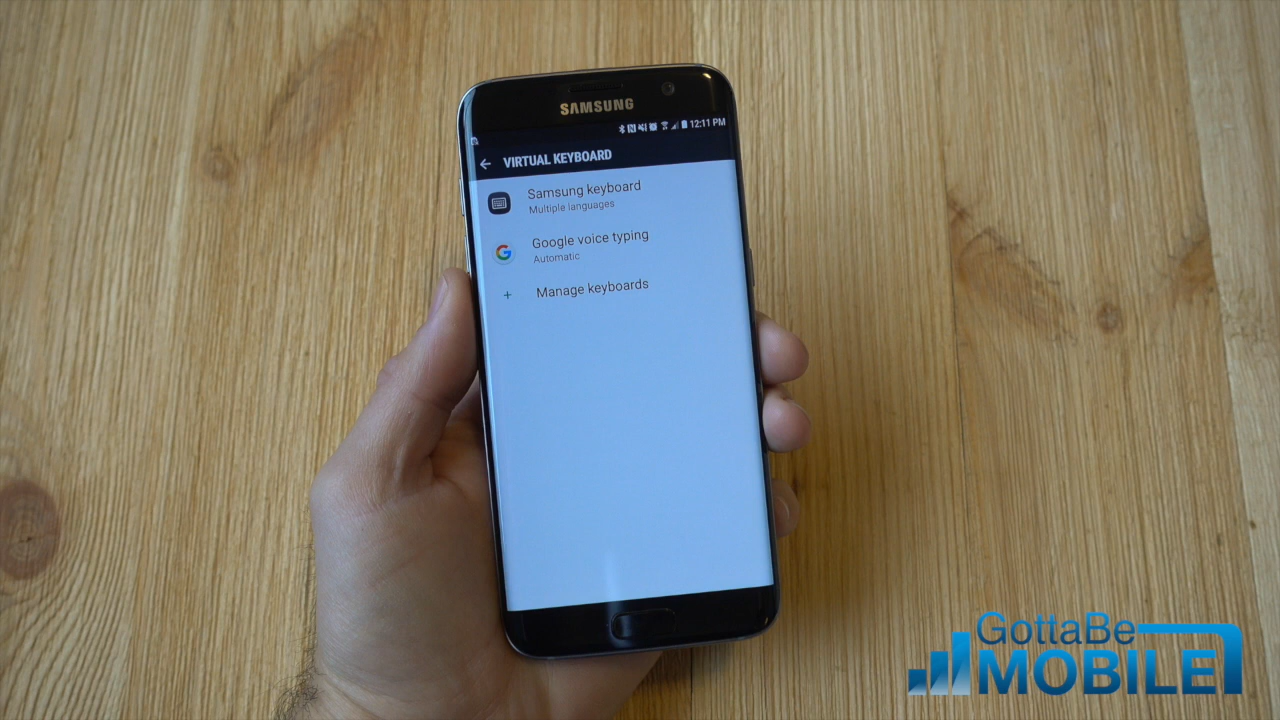 SAMSUNG
12:11 PM
VIRTUAL KEYBOARD
Samsung keyboard
Multiple languages
Google voice typing
Automatic
Manage keyboards
GottaBe
MOBILE